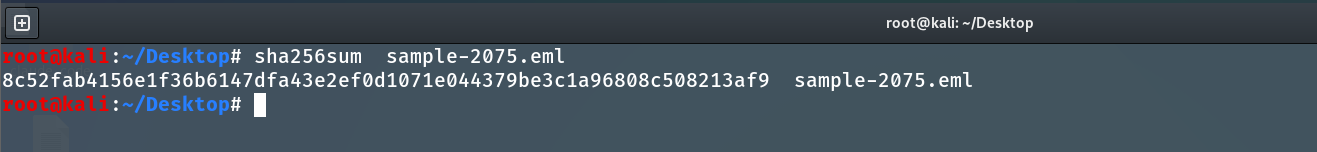 root@kali: ~/Desktop
root@kali:~/Desktop# sha256sum  sample-2075.eml
8c52fab4156e1f36b6147dfa43e2ef0d1071e044379be3c1a96808c508213af9  sample-2075.eml
root@kali:~/Desktop#